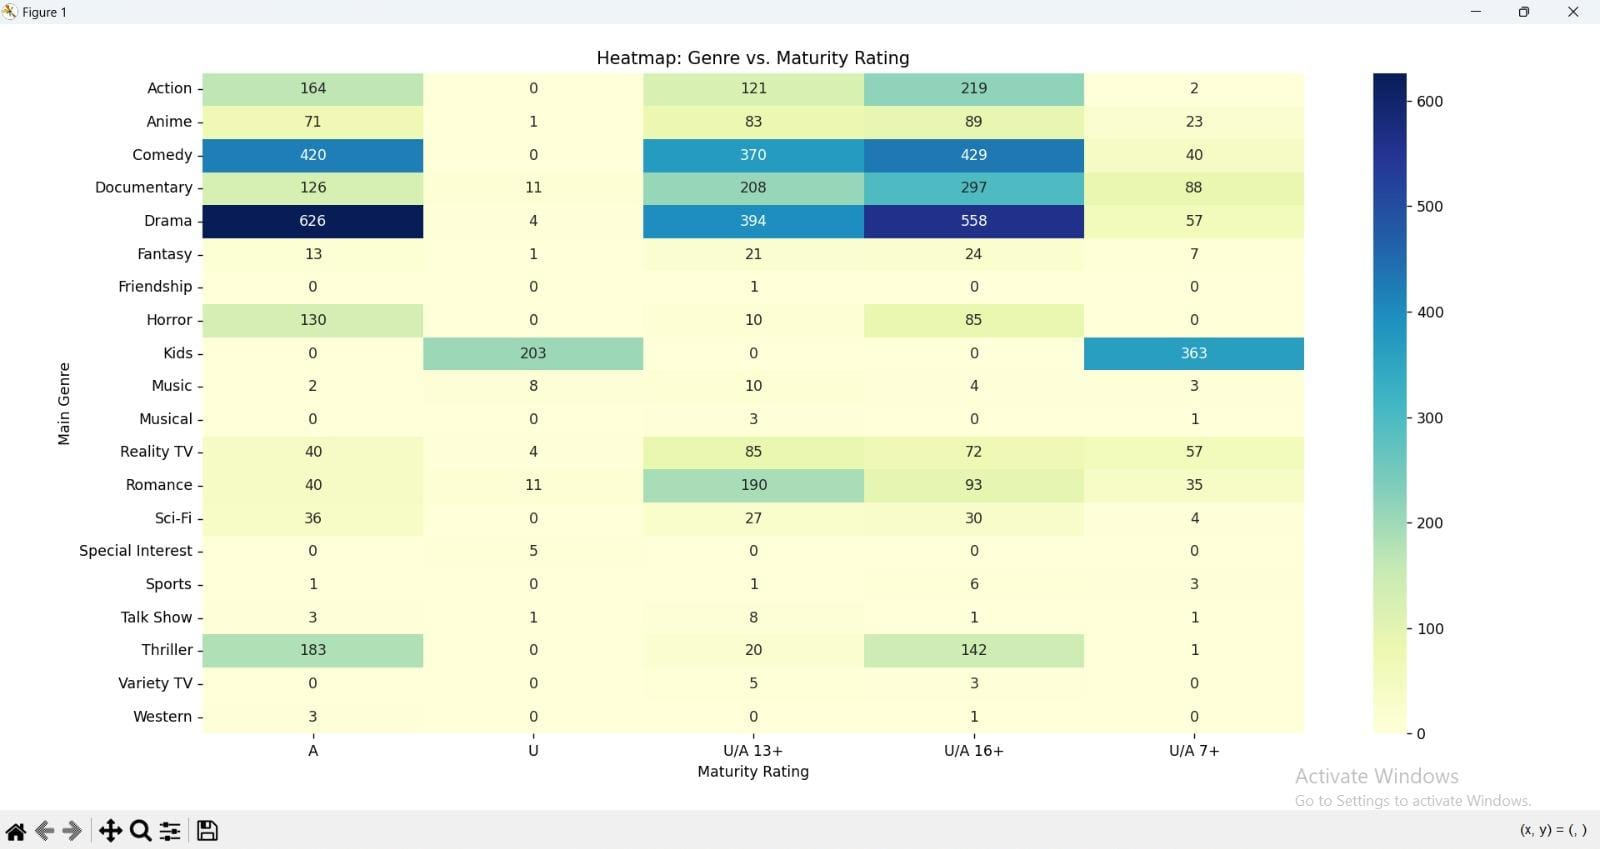 Figure 1
Heatmap: Genre vs. Maturity Rating
Action 164 0 121 219 2
Anime 71 1 83 89 23
Comedy 420 0 370 429 40
Documentary 126 11 208 297 88
Drama 626 4 394 558 57
Fantasy 13 1 21 24 7
Friendship 0 0 1 0 0
Horror 130 0 10 85 0
Kids 0 203 0 0 363
Music 2 8 10 4 3
Musical 0 0 3 0 1
Reality TV 40 4 85 72 57
Romance 40 11 190 93 35
Sci-Fi 36 0 27 30 4
Special Interest 0 5 0 0 0
Sports 1 0 1 6 3
Talk Show 3 1 8 1 1
Thriller 183 0 20 142 1
Variety TV 0 0 5 3 0
Western 3 0 0 1 0
A U U/A 13+ U/A 16+ U/A 7+
Maturity Rating
Main Genre
600
500
400
300
200
100
0
Activate Windows
Go to Settings to activate Windows.
(x, y) = (, )